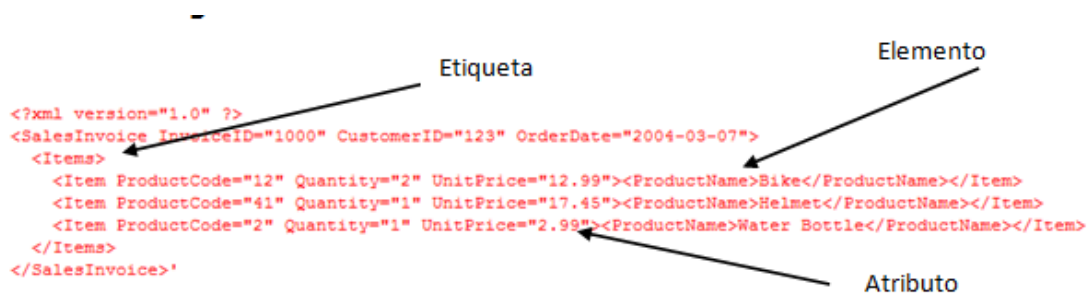 Elemento
Etiqueta
<?xml version="1.0" ?>
<SalesInvoice InvoiceID="1000" CustomerID="123" OrderDate="2004-03-07">
<Items>
<Item ProductCode="12" Quantity="2" UnitPrice="12.99"><ProductName>Bike</ProductName></Item>
<Item ProductCode="41" Quantity="1" UnitPrice="17.45"><ProductName>Helmet</ProductName></Item>
<Item ProductCode="2" Quantity="1" UnitPrice="2.99"><ProductName>Water Bottle</ProductName></Item>
</Items>
</SalesInvoice>'
Atributo